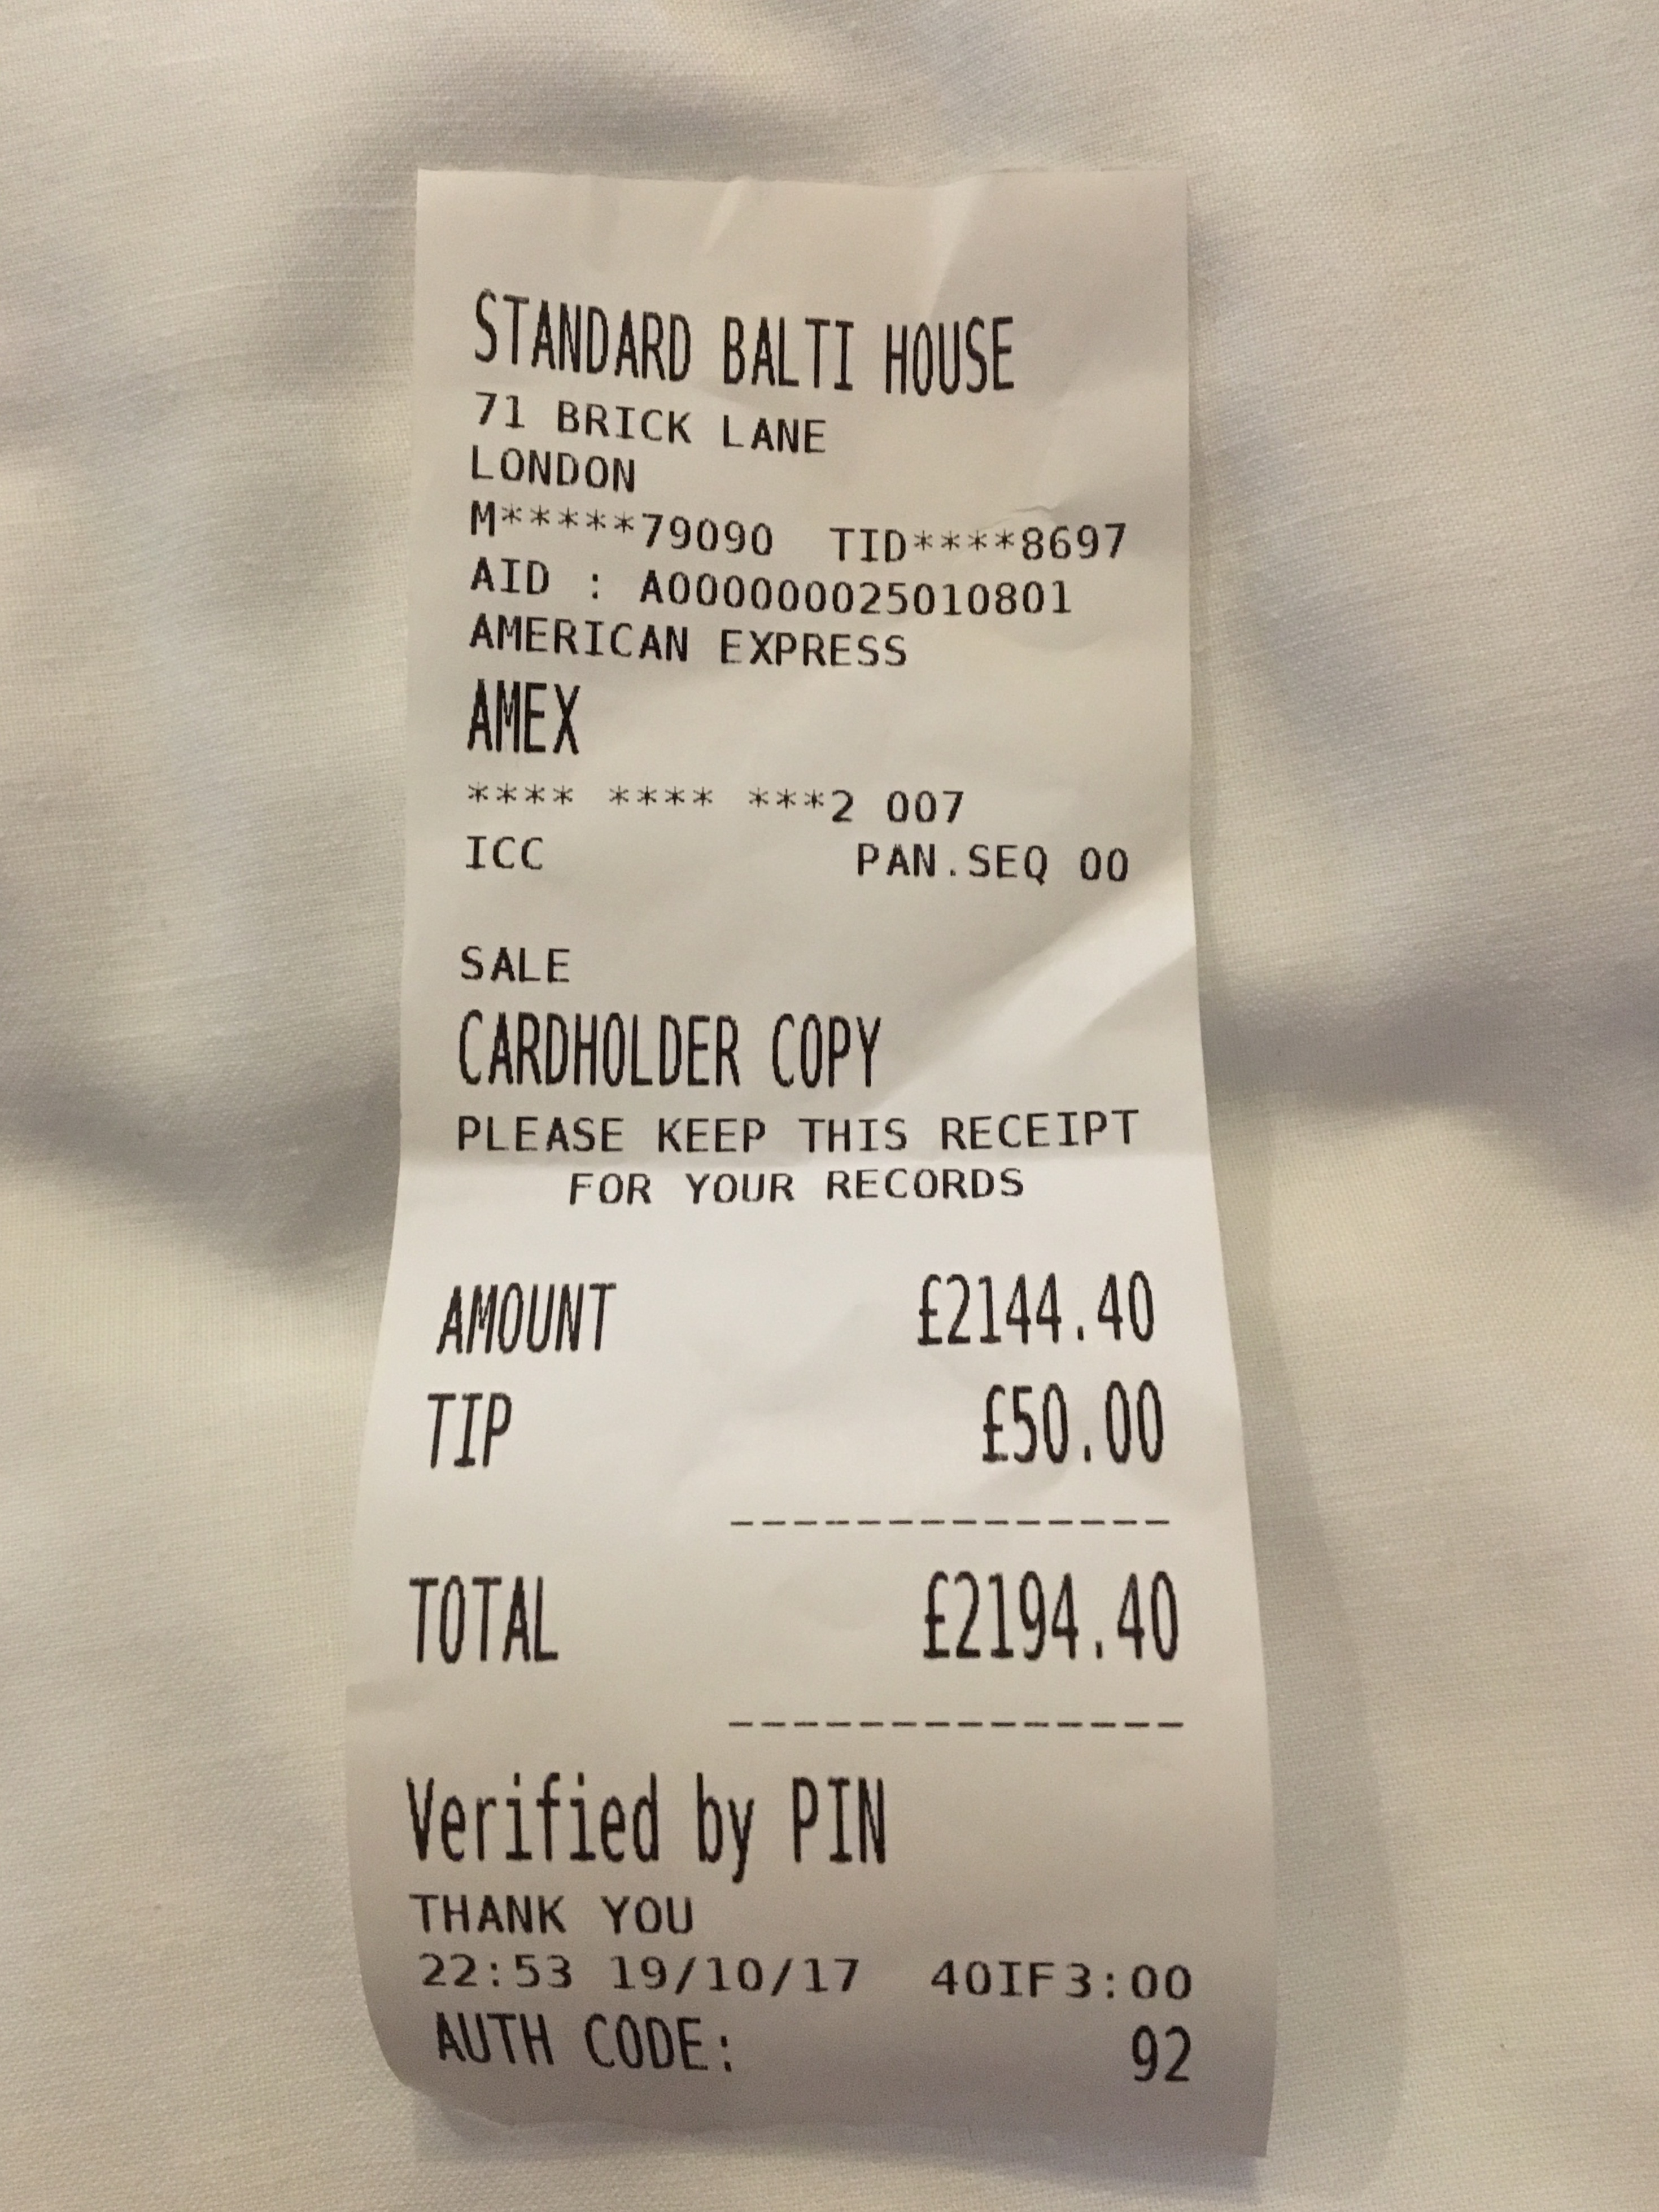 STANDARD BALTI HOUSE
71 BRICK LANE
LONDON
M*****79090 TID****8697
AID : A000000025010801
AMERICAN EXPRESS
AMEX
**** **** ***2 007
ICC PAN.SEQ 00
SALE
CARDHOLDER COPY
PLEASE KEEP THIS RECEIPT
FOR YOUR RECORDS
AMOUNT £2144.40
TIP £50.00
--------------
TOTAL £2194.40
--------------
Verified by PIN
THANK YOU
22:53 19/10/17 40IF3:00
AUTH CODE: 92